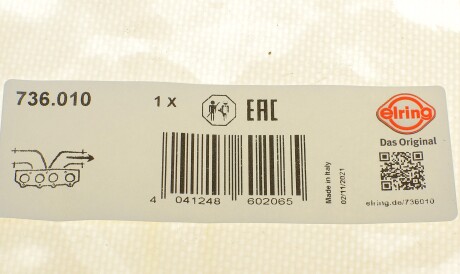 736.010
1 X
EAC
elring
Das Original
4 041248 602065
Made in Italy
02/11/2021
elring.de/736010